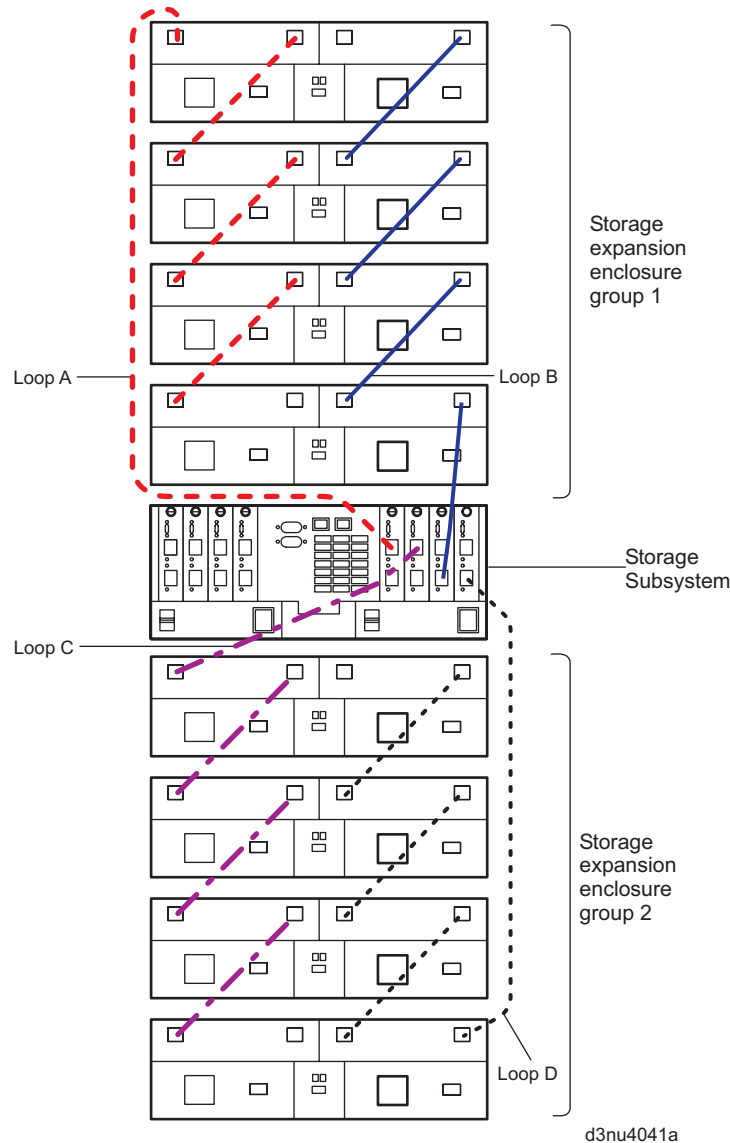 Storage
expansion
enclosure
group 1
Loop A
Loop B
Storage
Subsystem
Loop C
Storage
expansion
enclosure
group 2
Loop D
d3nu4041a